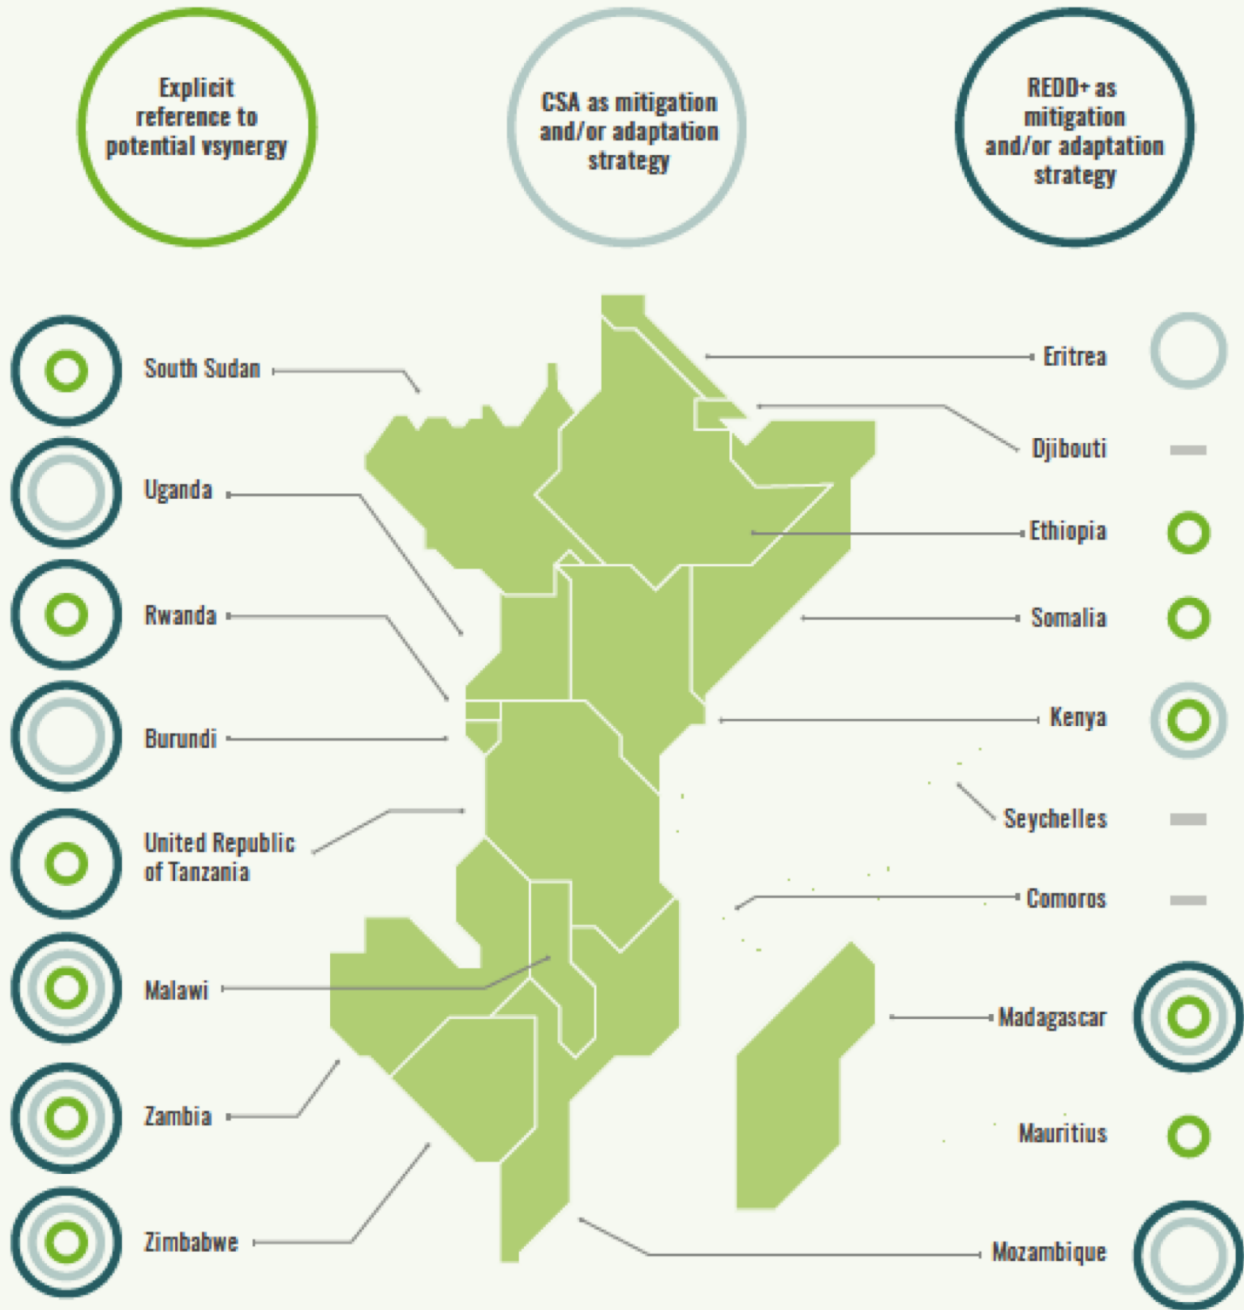 Explicit
reference to
potential vsynergy
CSA as mitigation
and/or adaptation
strategy
REDD+ as
mitigation
and/or adaptation
strategy
South Sudan
Uganda
Rwanda
Burundi
United Republic
of Tanzania
Malawi
Zambia
Zimbabwe
Eritrea
Djibouti
Ethiopia
Somalia
Kenya
Seychelles
Comoros
Madagascar
Mauritius
Mozambique